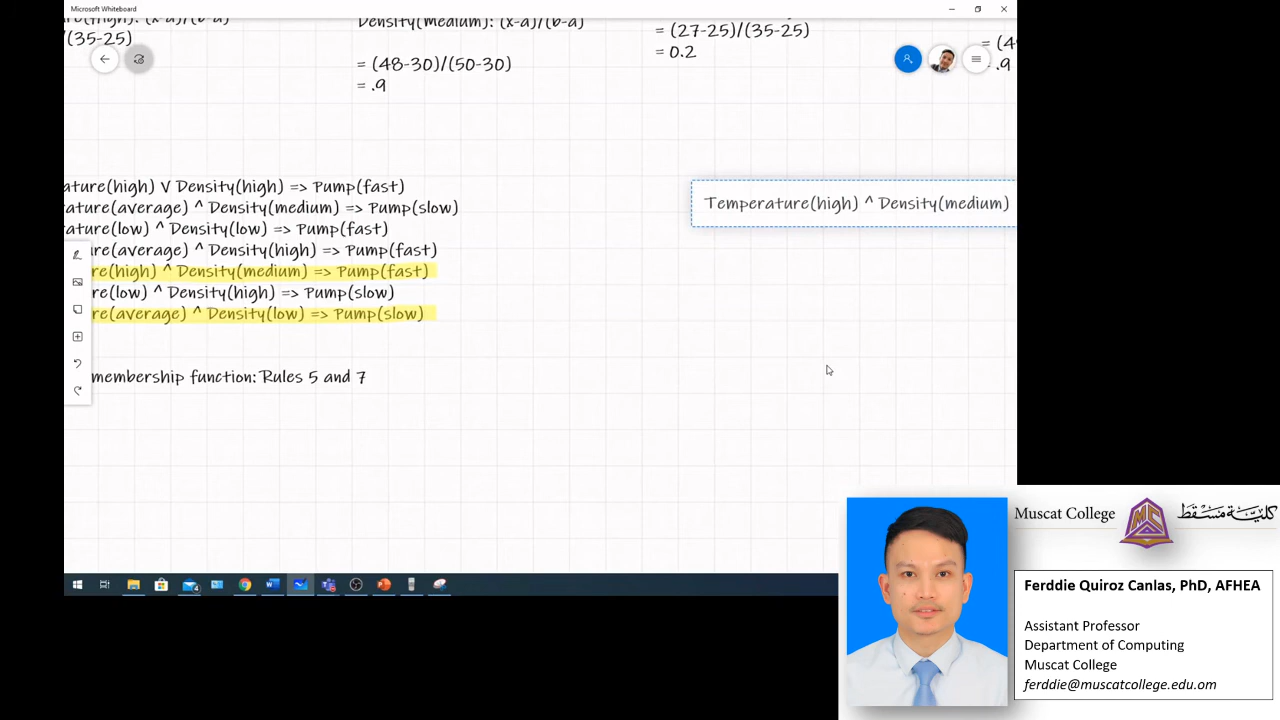 Microsoft Whiteboard
/(35-25)
Density(medium): (x-a)/(b-a)
= (48-30)/(50-30)
= .9
= (27-25)/(35-25)
= 0.2
= (4
= .9
ature(high) V Density(high) => Pump(fast)
ature(average) ^ Density(medium) => Pump(slow)
ature(low) ^ Density(low) => Pump(fast)
ure(average) ^ Density(high) => Pump(fast)
re(high) ^ Density(medium) => Pump(fast)
re(low) ^ Density(high) => Pump(slow)
re(average) ^ Density(low) => Pump(slow)
membership function: Rules 5 and 7
Temperature(high) ^ Density(medium)
Muscat College
كليّة مسقط
Ferddie Quiroz Canlas, PhD, AFHEA
Assistant Professor
Department of Computing
Muscat College
ferddie@muscatcollege.edu.om